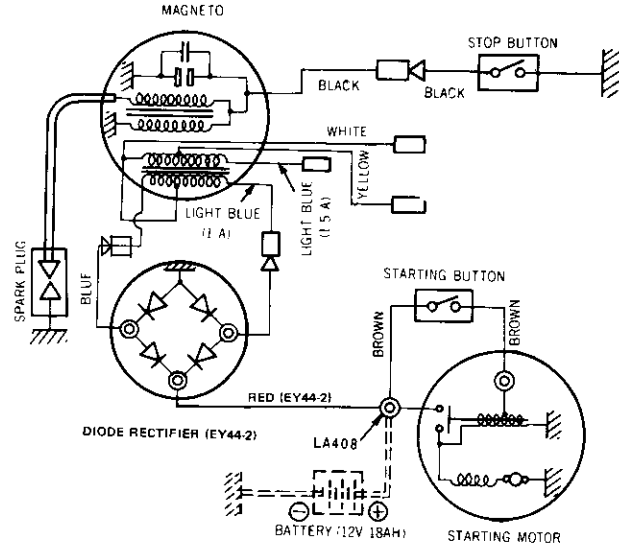 MAGNETO
STOP BUTTON
BLACK
BLACK
WHITE
YELLOW
LIGHT BLUE
(1 A)
LIGHT BLUE
(1 5 A)
SPARK PLUG
BLUE
STARTING BUTTON
BROWN
BROWN
RED (EY44-2)
DIODE RECTIFIER (EY44-2)
LA408
− +
BATTERY (12V 18AH)
STARTING MOTOR